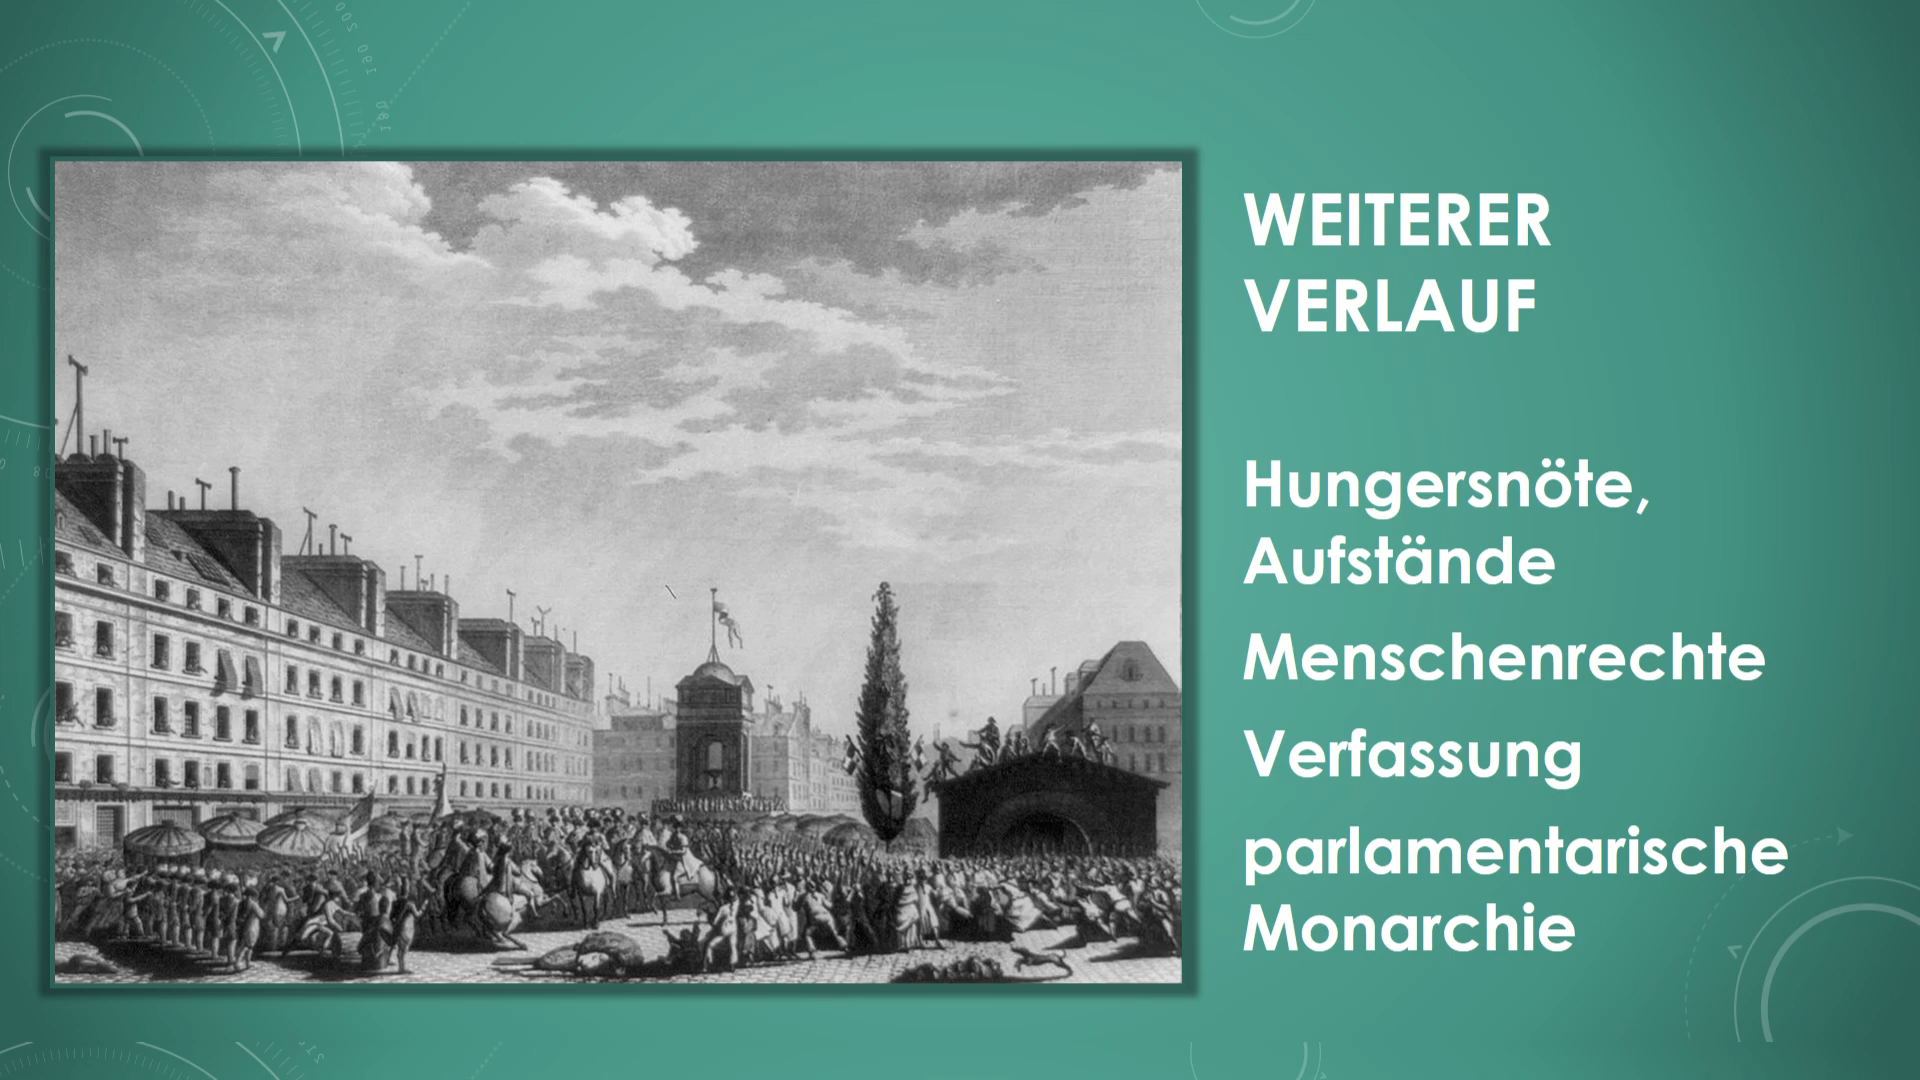 WEITERER
VERLAUF
Hungersnöte,
Aufstände
Menschenrechte
Verfassung
parlamentarische
Monarchie